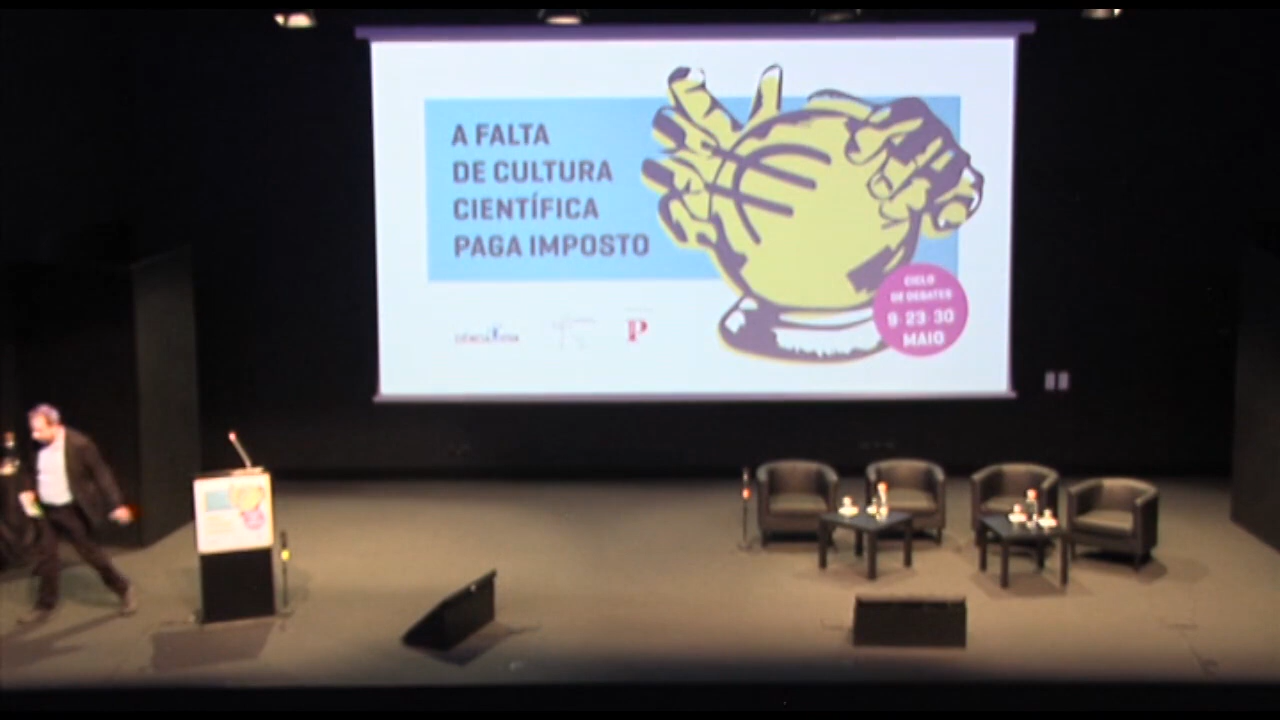 A FALTA
DE CULTURA
CIENTÍFICA
PAGA IMPOSTO
CICLO
DE DEBATES
9·23·30
MAIO
P